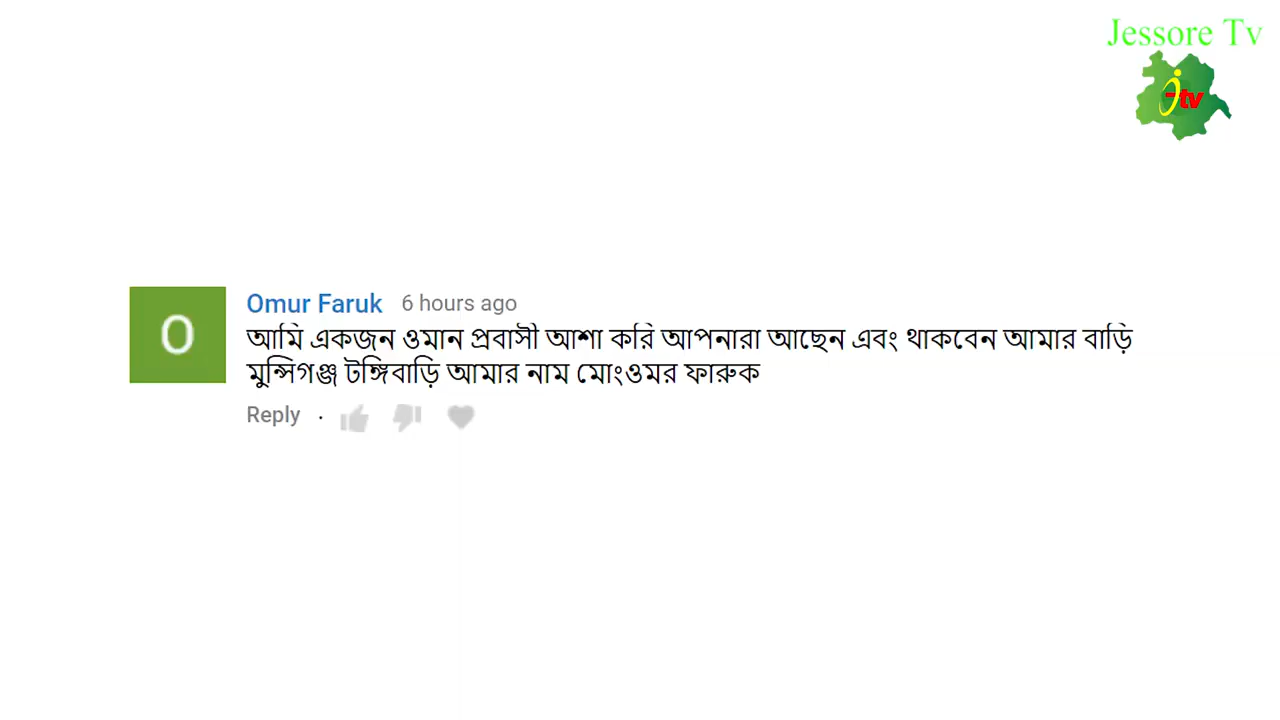 Jessore Tv
Jtv
Omur Faruk 6 hours ago
আমি একজন ওমান প্রবাসী আশা করি আপনারা আছেন এবং থাকবেন আমার বাড়ি
মুন্সিগঞ্জ টঙ্গিবাড়ি আমার নাম মোংওমর ফারুক
Reply ·